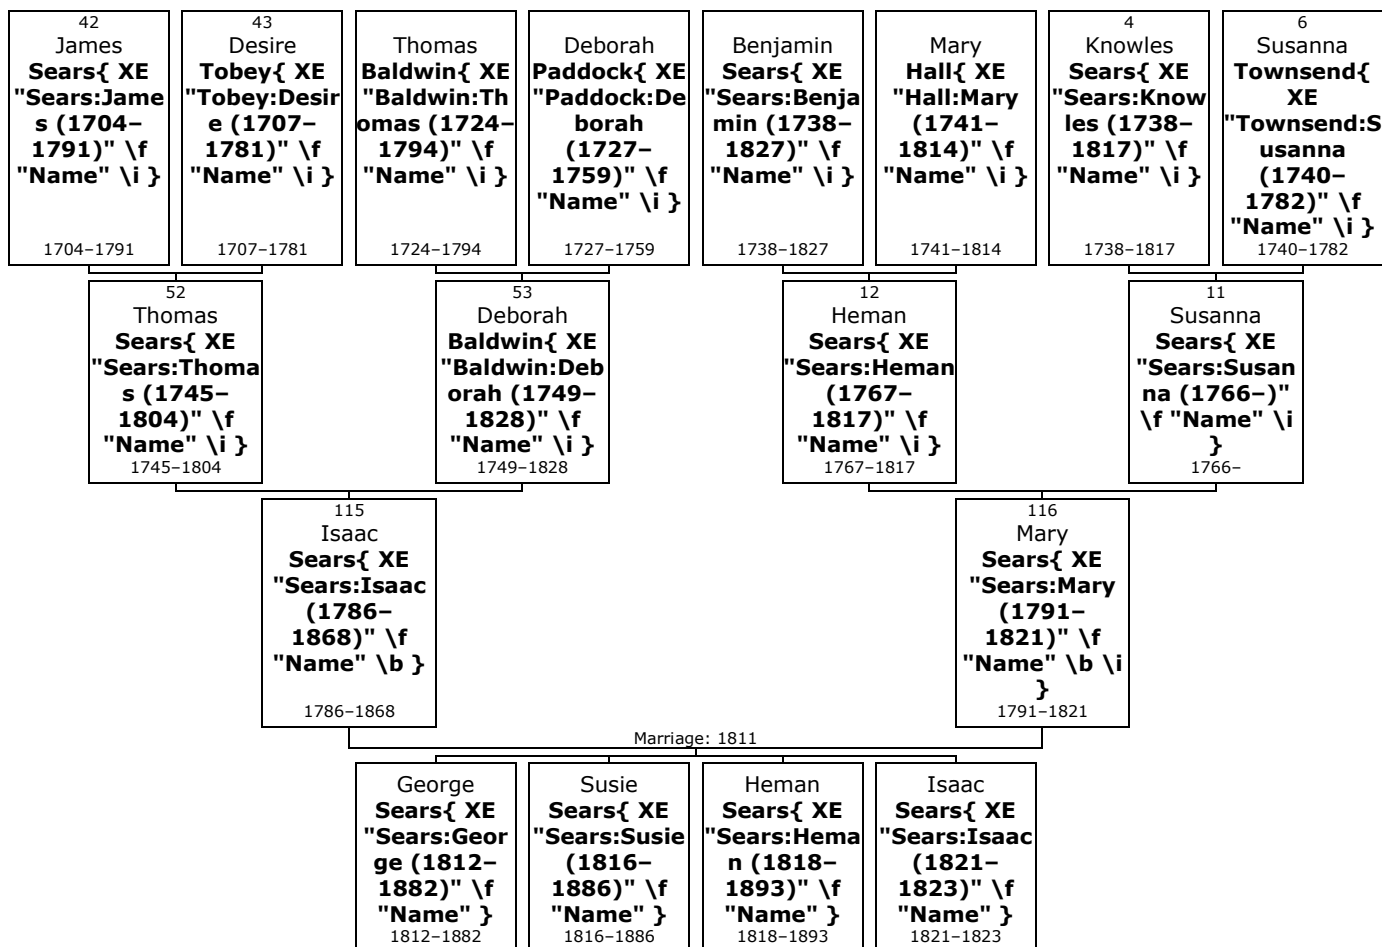 42
James
Sears{ XE
"Sears:Jame
s (1704–
1791)" \f
"Name" \i }
1704–1791
43
Desire
Tobey{ XE
"Tobey:Desir
e (1707–
1781)" \f
"Name" \i }
1707–1781
Thomas
Baldwin{ XE
"Baldwin:Th
omas (1724–
1794)" \f
"Name" \i }
1724–1794
Deborah
Paddock{ XE
"Paddock:De
borah
(1727–
1759)" \f
"Name" \i }
1727–1759
Benjamin
Sears{ XE
"Sears:Benja
min (1738–
1827)" \f
"Name" \i }
1738–1827
Mary
Hall{ XE
"Hall:Mary
(1741–
1814)" \f
"Name" \i }
1741–1814
4
Knowles
Sears{ XE
"Sears:Know
les (1738–
1817)" \f
"Name" \i }
1738–1817
6
Susanna
Townsend{
XE
"Townsend:S
usanna
(1740–
1782)" \f
"Name" \i }
1740–1782
52
Thomas
Sears{ XE
"Sears:Thoma
s (1745–
1804)" \f
"Name" \i }
1745–1804
53
Deborah
Baldwin{ XE
"Baldwin:Deb
orah (1749–
1828)" \f
"Name" \i }
1749–1828
12
Heman
Sears{ XE
"Sears:Heman
(1767–
1817)" \f
"Name" \i }
1767–1817
11
Susanna
Sears{ XE
"Sears:Susan
na (1766–)"
\f "Name" \i
}
1766–
115
Isaac
Sears{ XE
"Sears:Isaac
(1786–
1868)" \f
"Name" \b }
1786–1868
116
Mary
Sears{ XE
"Sears:Mary
(1791–
1821)" \f
"Name" \b \i
}
1791–1821
Marriage: 1811
George
Sears{ XE
"Sears:Geor
ge (1812–
1882)" \f
"Name" }
1812–1882
Susie
Sears{ XE
"Sears:Susie
(1816–
1886)" \f
"Name" }
1816–1886
Heman
Sears{ XE
"Sears:Hema
n (1818–
1893)" \f
"Name" }
1818–1893
Isaac
Sears{ XE
"Sears:Isaac
(1821–
1823)" \f
"Name" }
1821–1823